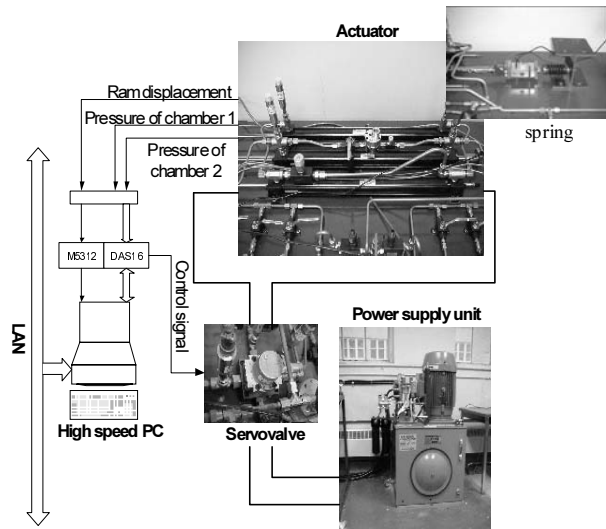 Actuator
spring
Ram displacement
Pressure of chamber 1
Pressure of
chamber 2
M5312
DAS16
Control signal
LAN
Power supply unit
High speed PC
Servovalve